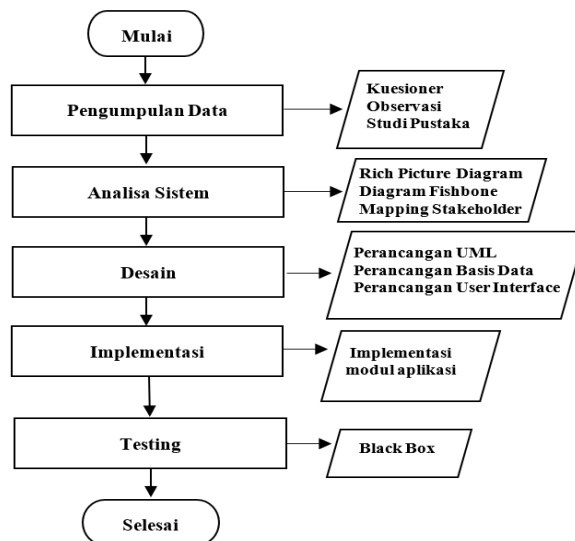 Mulai
Pengumpulan Data
Kuesioner
Observasi
Studi Pustaka
Analisa Sistem
Rich Picture Diagram
Diagram Fishbone
Mapping Stakeholder
Desain
Perancangan UML
Perancangan Basis Data
Perancangan User Interface
Implementasi
Implementasi
modul aplikasi
Testing
Black Box
Selesai